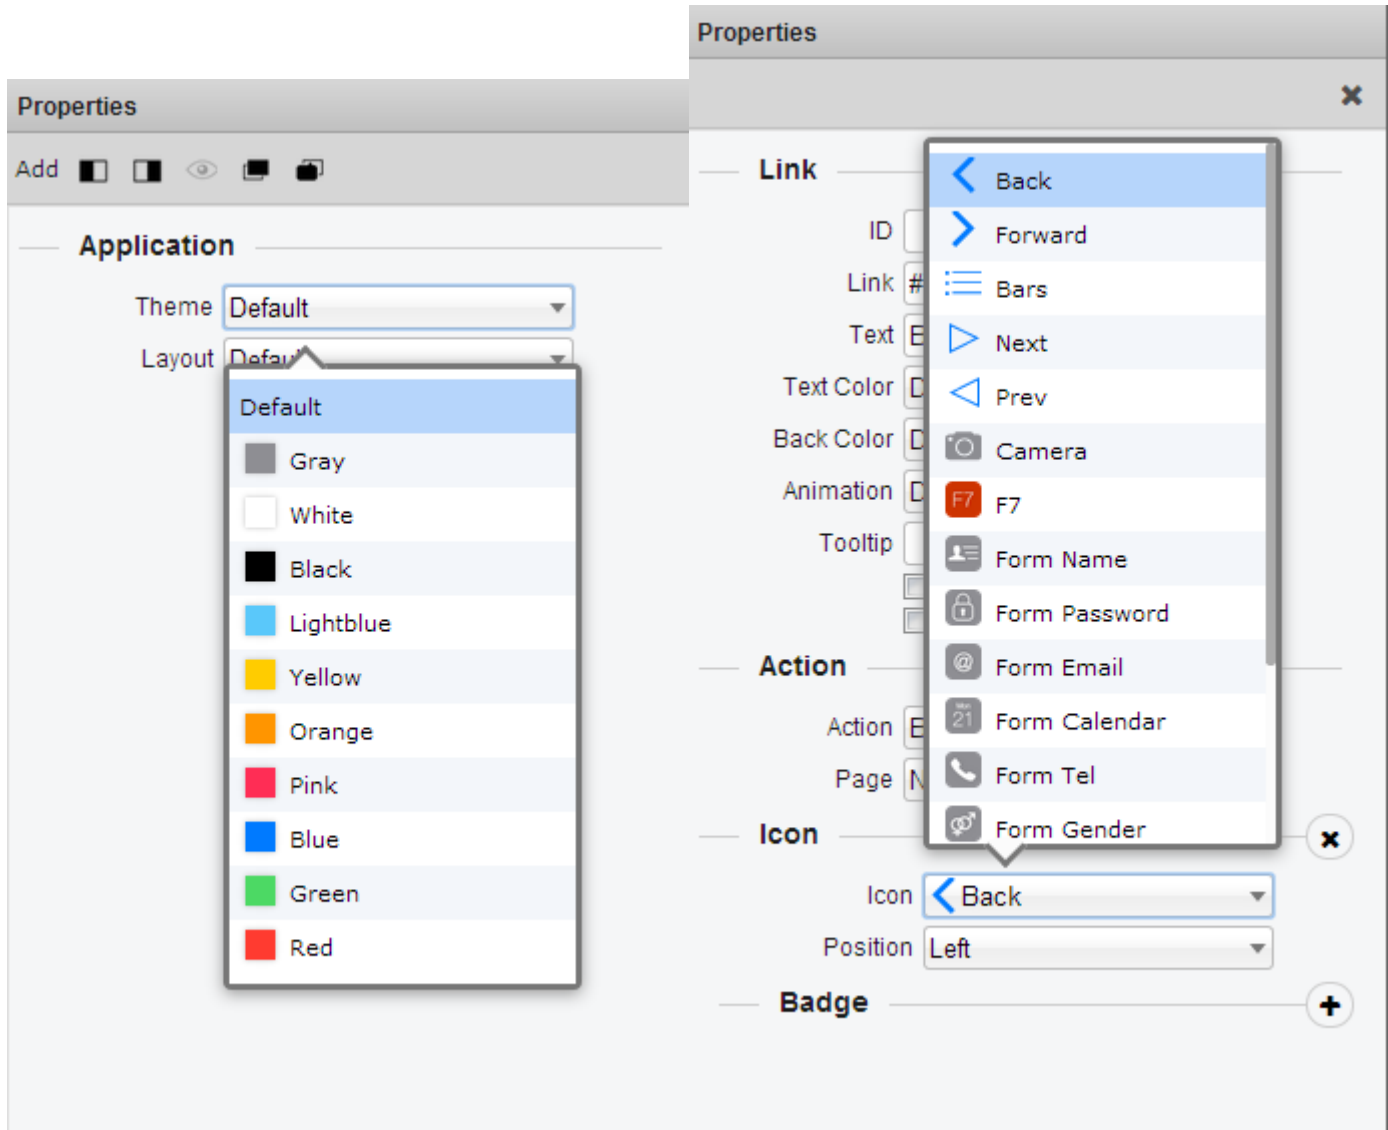 Properties
Add
Application
Theme Default
Layout Defau
Default
Gray
White
Black
Lightblue
Yellow
Orange
Pink
Blue
Green
Red
Properties
Link
ID
Link #
Text E
Text Color D
Back Color D
Animation D
Tooltip
Action
Action E
Page N
Back
Forward
Bars
Next
Prev
Camera
F7 F7
Form Name
Form Password
@ Form Email
Mon 21 Form Calendar
Form Tel
Form Gender
Icon
Icon Back
Position Left
Badge